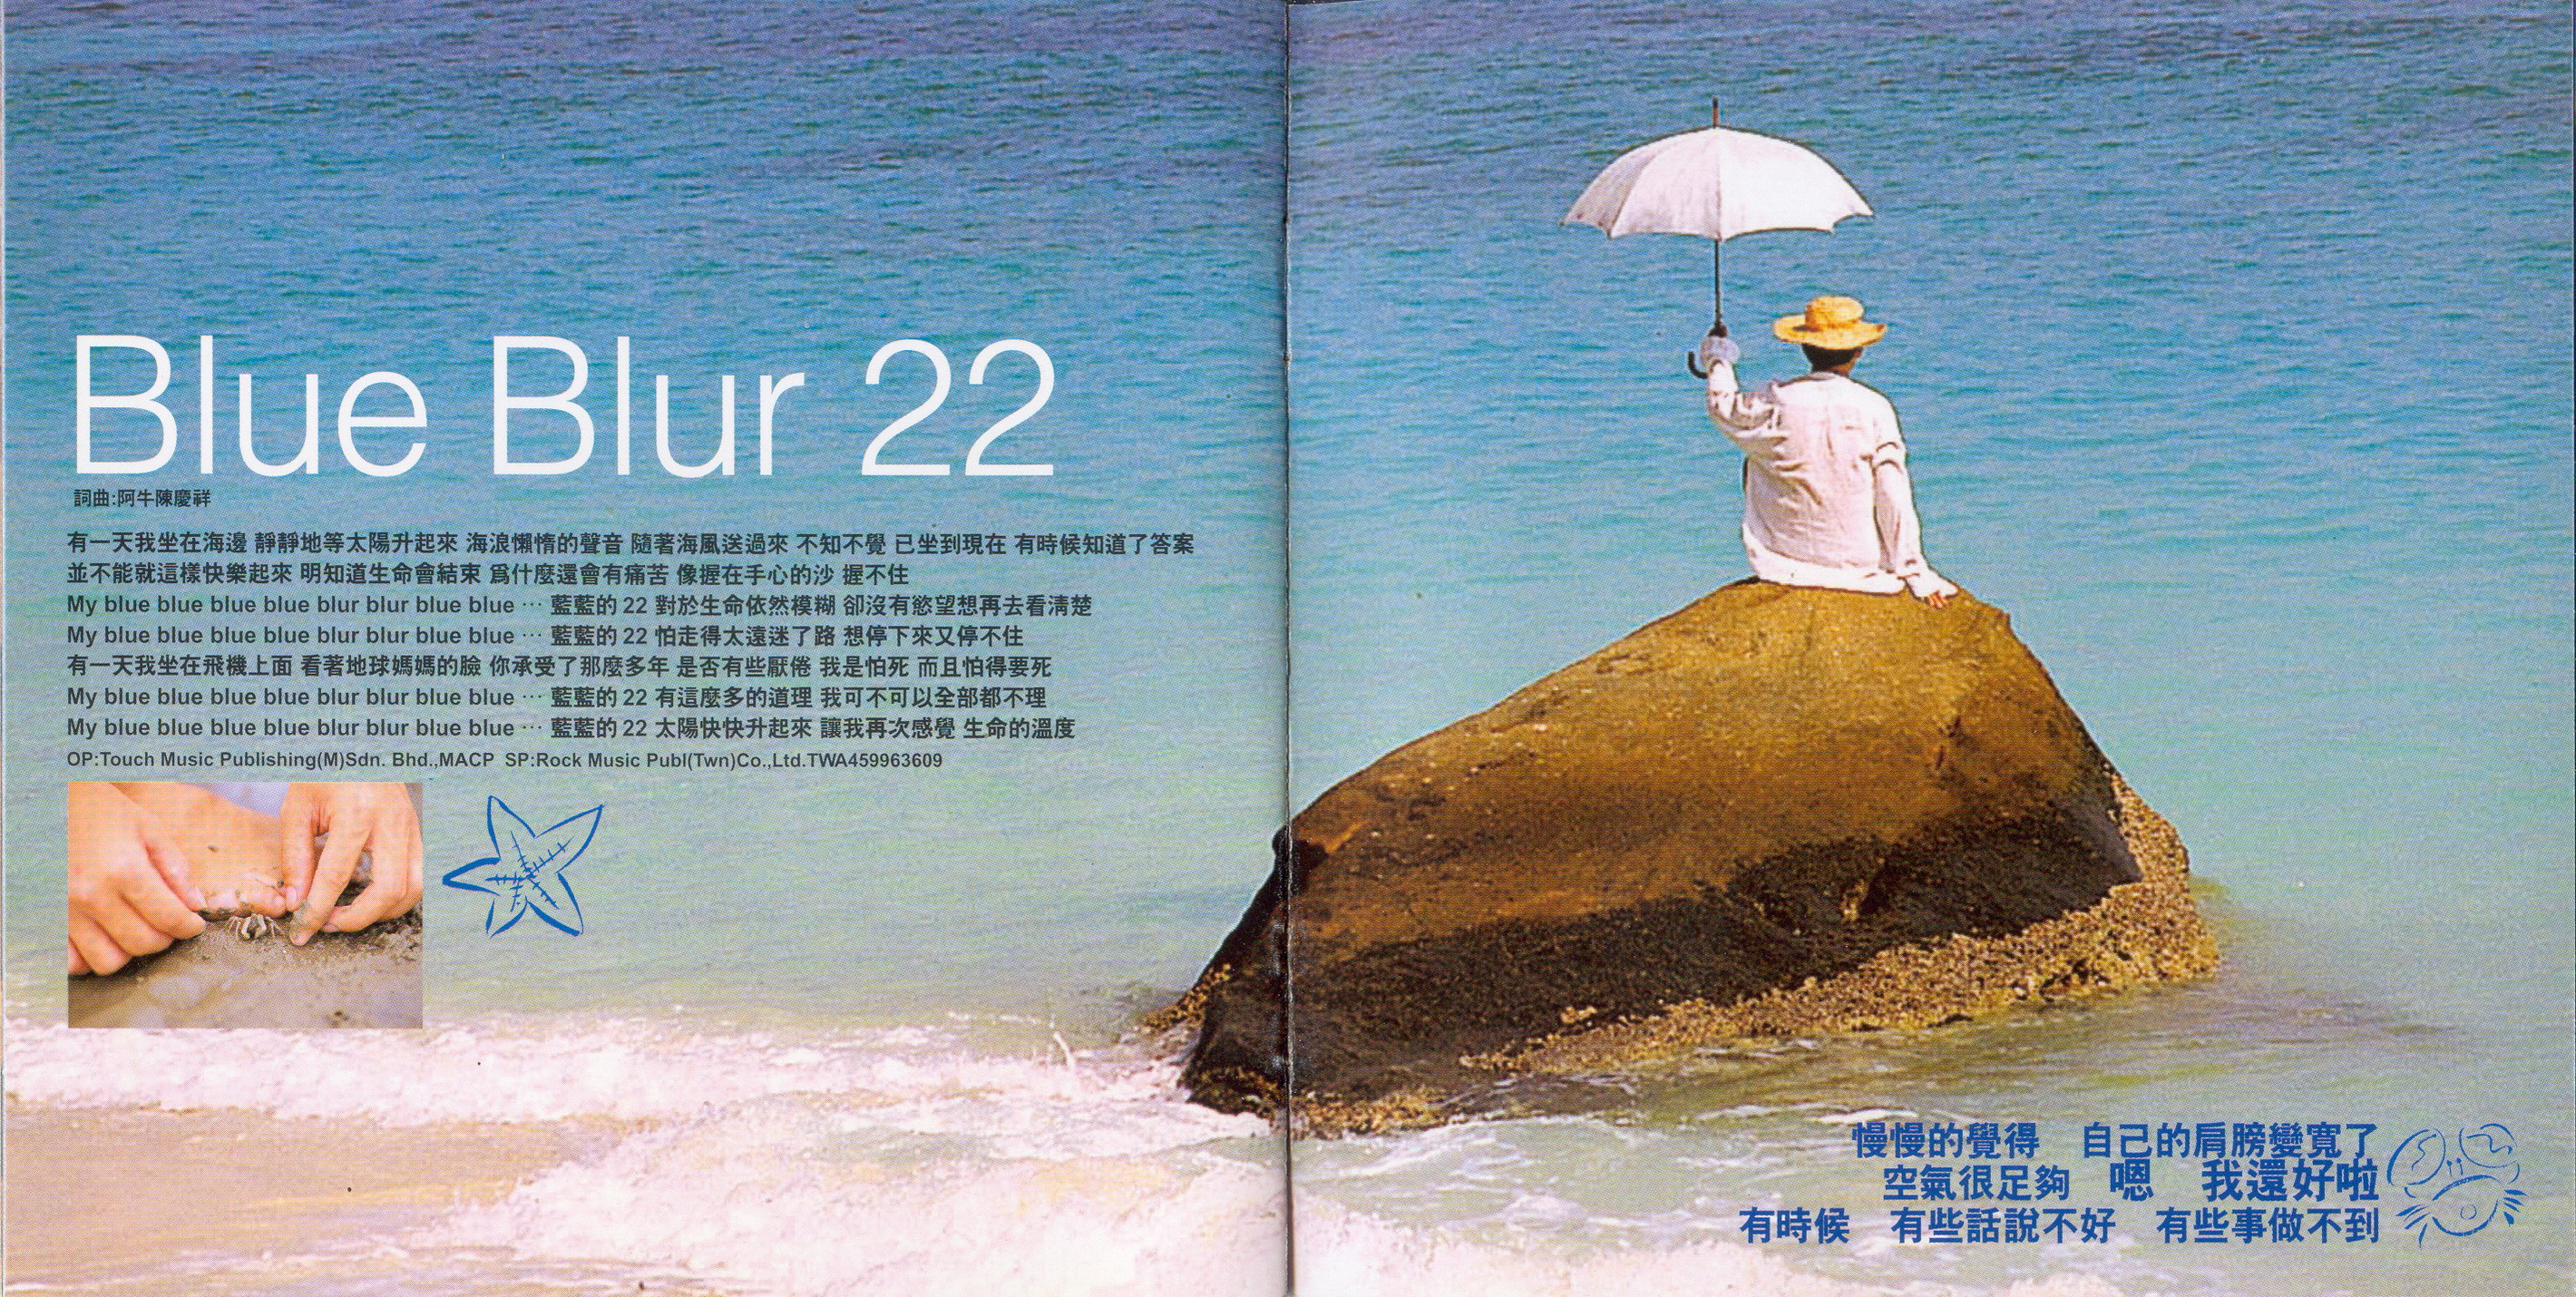 Blue Blur 22
詞曲:阿牛陳慶祥
有一天我坐在海邊 靜靜地等太陽升起來 海浪懶惰的聲音 隨著海風送過來 不知不覺 已坐到現在 有時候知道了答案
並不能就這樣快樂起來 明知道生命會結束 爲什麼還會有痛苦 像握在手心的沙 握不住
My blue blue blue blue blur blur blue blue … 藍藍的 22 對於生命依然模糊 卻沒有慾望想再去看清楚
My blue blue blue blue blur blur blue blue … 藍藍的 22 怕走得太遠迷了路 想停下來又停不住
有一天我坐在飛機上面 看著地球媽媽的臉 你承受了那麼多年 是否有些厭倦 我是怕死 而且怕得要死
My blue blue blue blue blur blur blue blue … 藍藍的 22 有這麼多的道理 我可不可以全部都不理
My blue blue blue blue blur blur blue blue … 藍藍的 22 太陽快快升起來 讓我再次感覺 生命的溫度
OP:Touch Music Publishing(M)Sdn. Bhd.,MACP SP:Rock Music Publ(Twn)Co.,Ltd.TWA459963609
慢慢的覺得 自己的肩膀變寬了
空氣很足夠 嗯 我還好啦
有時候 有些話說不好 有些事做不到